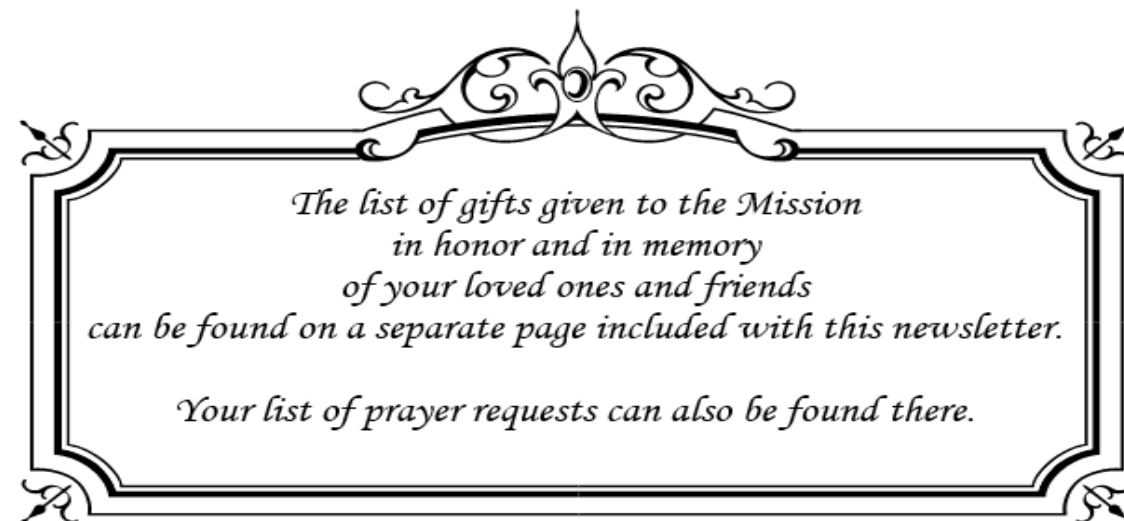 The list of gifts given to the Mission
in honor and in memory
of your loved ones and friends
can be found on a separate page included with this newsletter.
Your list of prayer requests can also be found there.